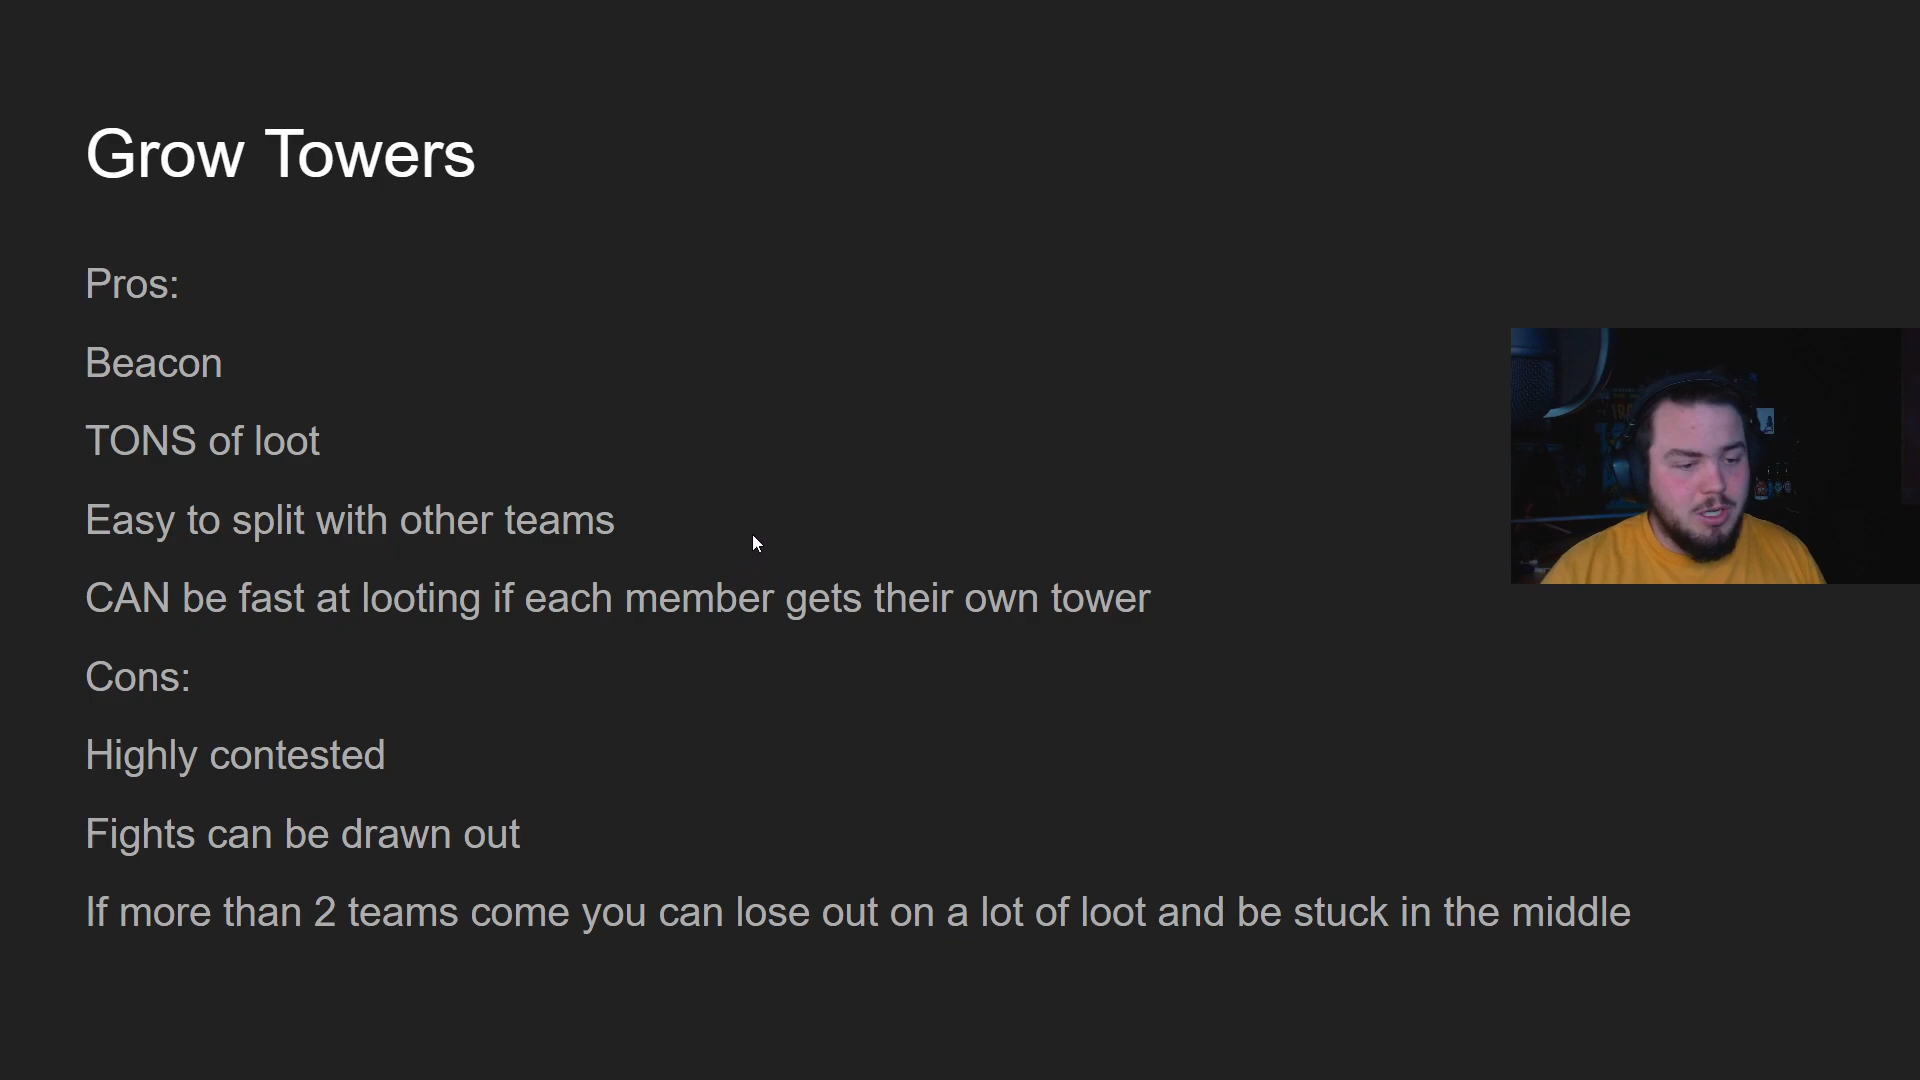 Grow Towers
Pros:
Beacon
TONS of loot
Easy to split with other teams
CAN be fast at looting if each member gets their own tower
Cons:
Highly contested
Fights can be drawn out
If more than 2 teams come you can lose out on a lot of loot and be stuck in the middle